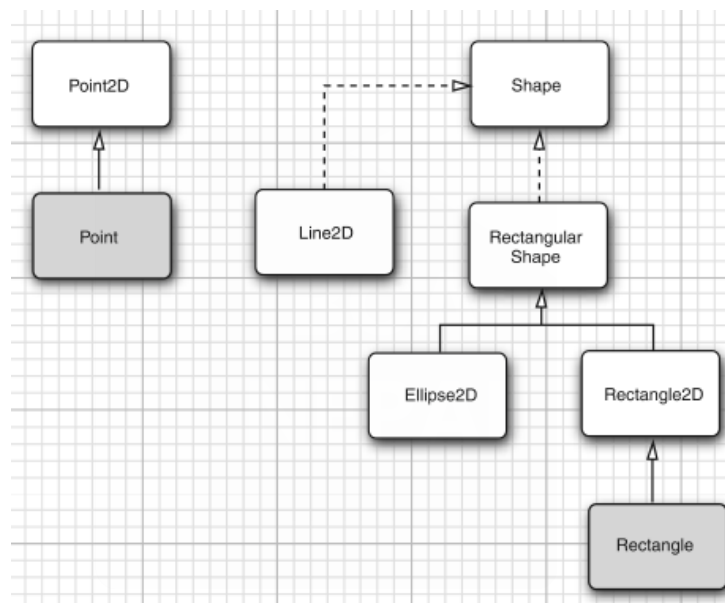 Point2D
Shape
Point
Line2D
Rectangular
Shape
Ellipse2D
Rectangle2D
Rectangle